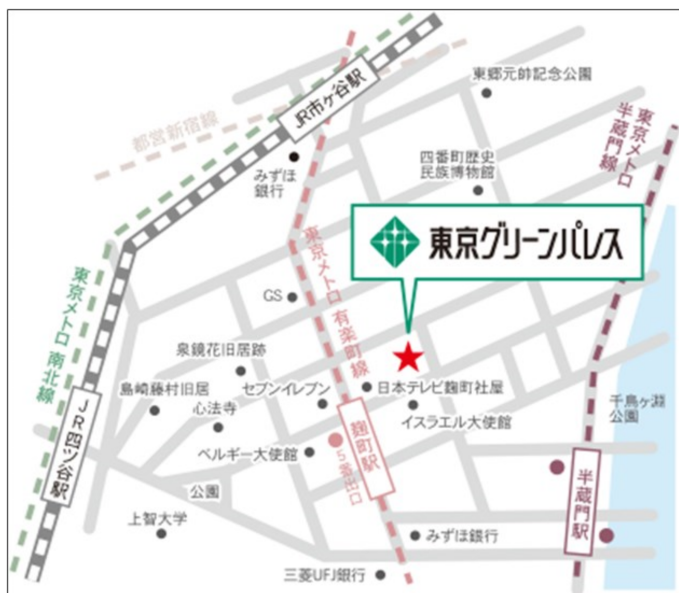 JR市ヶ谷駅
都営新宿線
東郷元帥記念公園
みずほ
銀行
四番町歴史
民族博物館
東京メトロ
半蔵門線
東京グリーンパレス
東京メトロ 南北線
東京メトロ 有楽町線
GS
泉鏡花旧居跡
島崎藤村旧居
セブンイレブン
日本テレビ麹町社屋
心法寺
イスラエル大使館
千鳥ヶ淵
公園
JR四ツ谷駅
ベルギー大使館
麹町駅
5番出口
半蔵門駅
公園
上智大学
みずほ銀行
三菱UFJ銀行